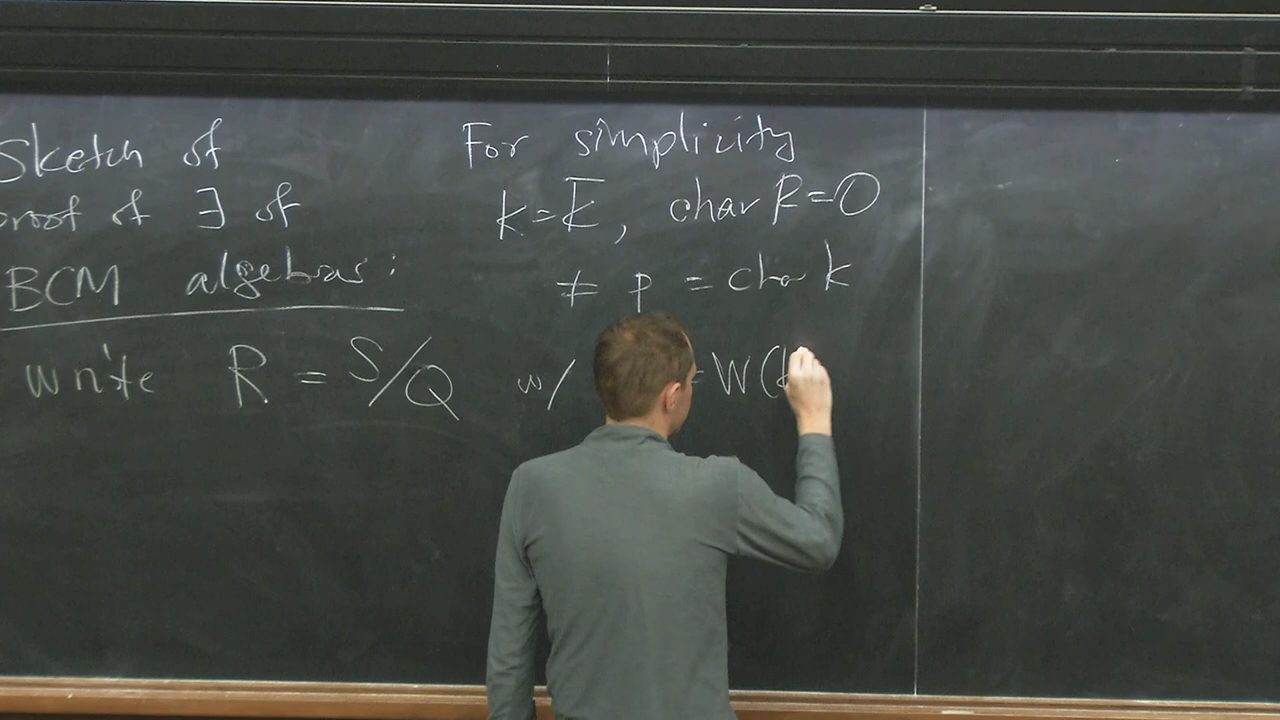 Sketch of
proof of ∃ of
BCM algebras:
For simplicity
k = k̅, char R = 0
≠ p = char k
write R = S/Q w/ = W(k